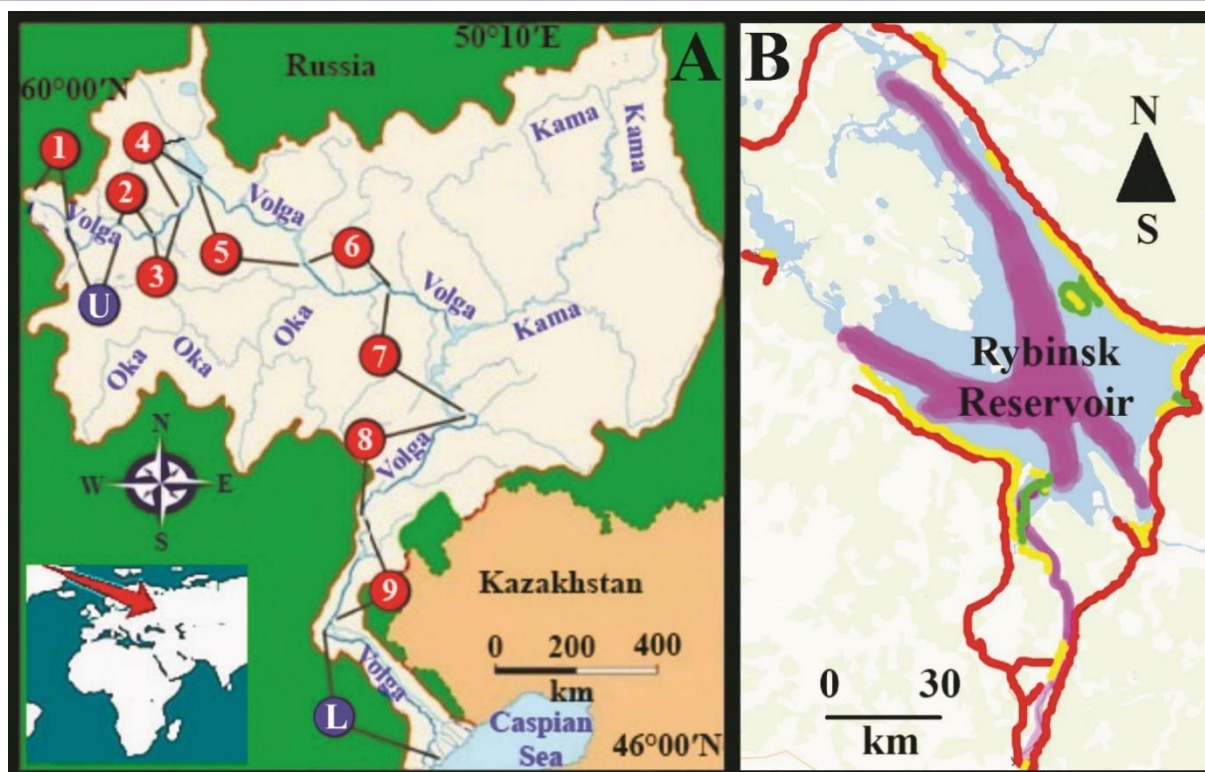 A
50°10'E
Russia
60°00'N
1
4
2
Volga
Volga
Kama
Kama
3
5
6
U
Volga
Kama
Oka
Oka
Oka
7
8
Volga
N
W
E
S
9
Kazakhstan
0 200 400
km
Volga
L
Caspian
Sea
46°00'N
B
N
S
Rybinsk
Reservoir
0 30
km